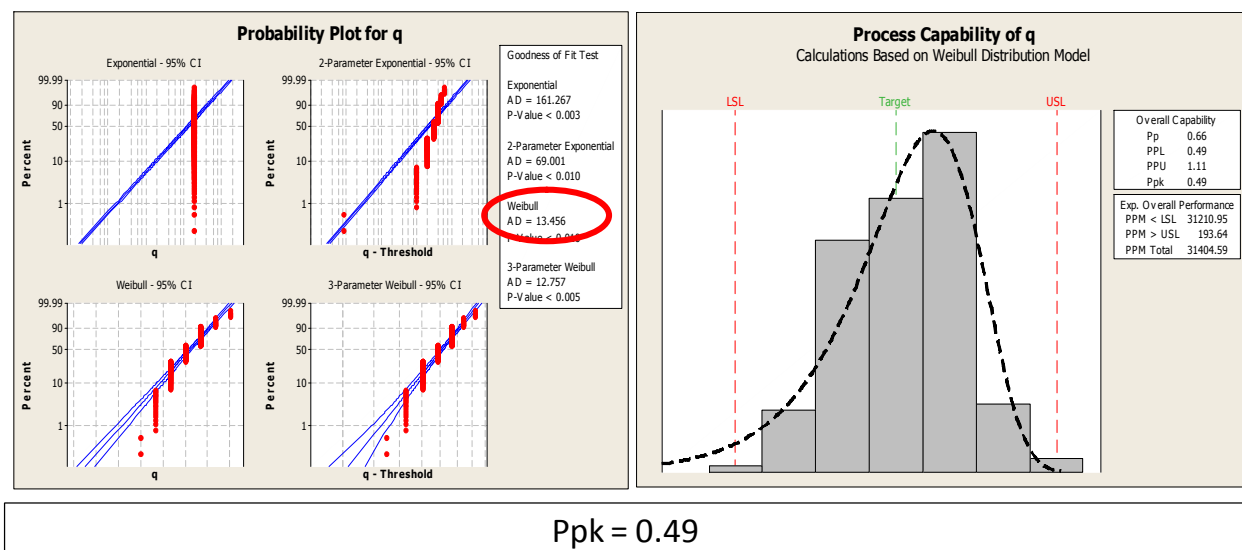 Probability Plot for q
Exponential - 95% CI
2-Parameter Exponential - 95% CI
99.99
90
50
10
1
Percent
q
99.99
90
50
10
1
Percent
q - Threshold
Weibull - 95% CI
3-Parameter Weibull - 95% CI
99.99
90
50
10
1
Percent
q
99.99
90
50
10
1
Percent
q - Threshold
Goodness of Fit Test
Exponential
AD = 161.267
P-Value < 0.003
2-Parameter Exponential
AD = 69.001
P-Value < 0.010
Weibull
AD = 13.456
P-Value < 0.010
3-Parameter Weibull
AD = 12.757
P-Value < 0.005
Process Capability of q
Calculations Based on Weibull Distribution Model
LSL
Target
USL
Overall Capability
Pp 0.66
PPL 0.49
PPU 1.11
Ppk 0.49
Exp. Overall Performance
PPM < LSL 31210.95
PPM > USL 193.64
PPM Total 31404.59
Ppk = 0.49